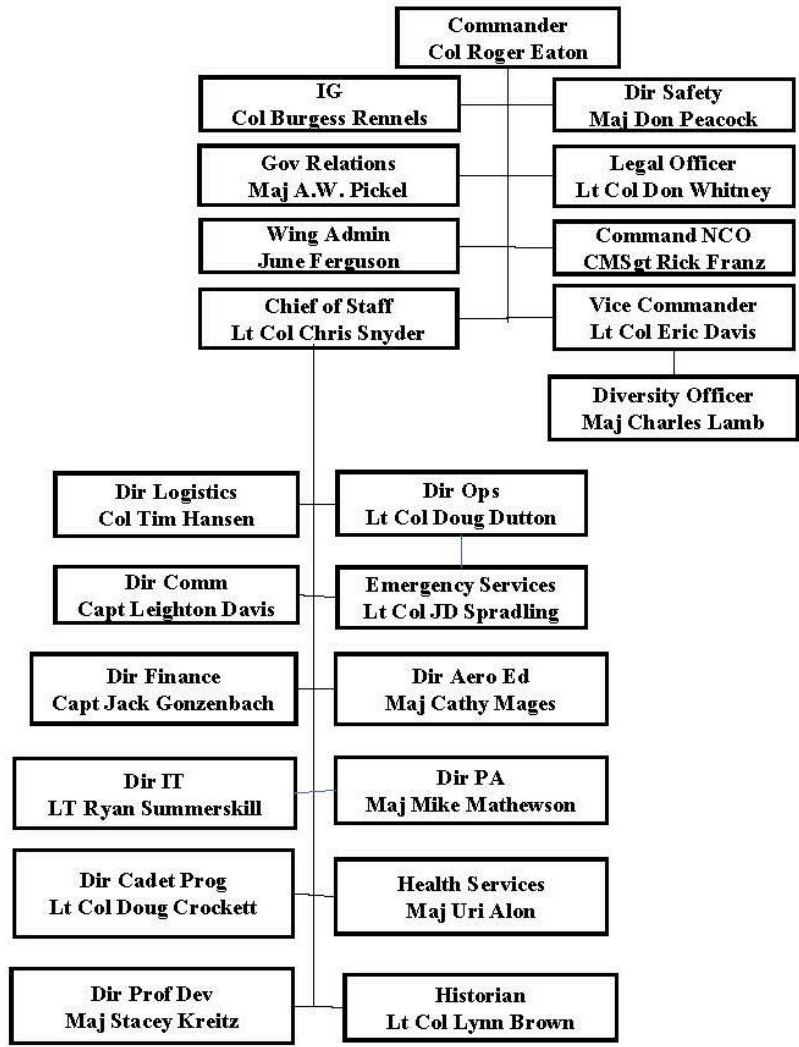 Commander
Col Roger Eaton
IG
Col Burgess Rennels
Dir Safety
Maj Don Peacock
Gov Relations
Maj A.W. Pickel
Legal Officer
Lt Col Don Whitney
Wing Admin
June Ferguson
Command NCO
CMSgt Rick Franz
Chief of Staff
Lt Col Chris Snyder
Vice Commander
Lt Col Eric Davis
Diversity Officer
Maj Charles Lamb
Dir Logistics
Col Tim Hansen
Dir Ops
Lt Col Doug Dutton
Dir Comm
Capt Leighton Davis
Emergency Services
Lt Col JD Spradling
Dir Finance
Capt Jack Gonzenbach
Dir Aero Ed
Maj Cathy Mages
Dir IT
LT Ryan Summerskill
Dir PA
Maj Mike Mathewson
Dir Cadet Prog
Lt Col Doug Crockett
Health Services
Maj Uri Alon
Dir Prof Dev
Maj Stacey Kreitz
Historian
Lt Col Lynn Brown